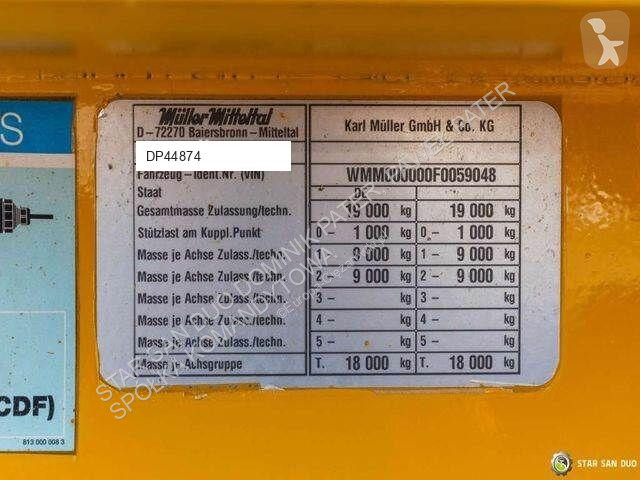 S
Müller Mitteltal
D-72270 Baiersbronn - Mitteltal
Karl Müller GmbH & Co. KG
DP44874
Fahrzeug-Ident.Nr. (VIN) WMM000000F0059048
Staat
Gesamtmasse Zulassung/techn. 19 000 kg 19 000 kg
Stützlast am Kuppl.Punkt 0- 1 000 kg 0- 1 000 kg
Masse je Achse Zulass./techn. 1- 9 000 kg 1- 9 000 kg
Masse je Achse Zulass./techn. 2- 9 000 kg 2- 9 000 kg
Masse je Achse Zulass./techn. 3- kg 3- kg
Masse je Achse Zulass./techn. 4- kg 4- kg
Masse je Achse Zulass./techn. 5- kg 5- kg
Masse je Achsgruppe T. 18 000 kg T. 18 000 kg
CDF)
813 000 008 3
STAR SAN DUO